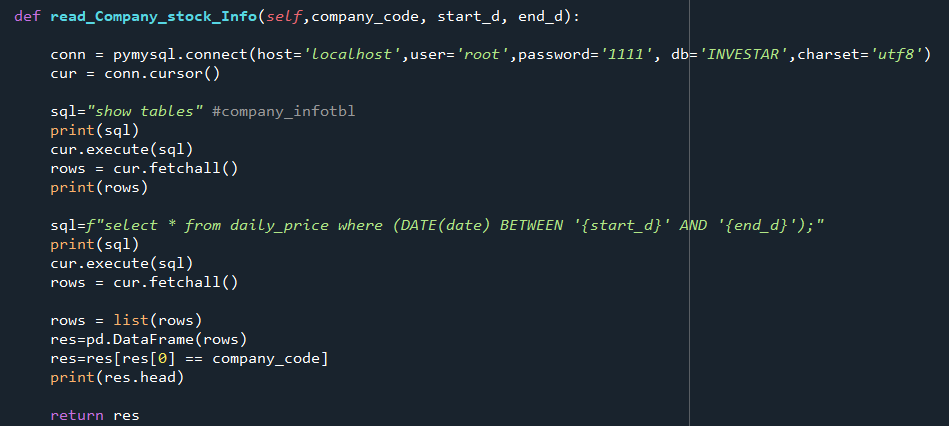 def read_Company_stock_Info(self,company_code, start_d, end_d):
conn = pymysql.connect(host='localhost',user='root',password='1111', db='INVESTAR',charset='utf8')
cur = conn.cursor()
sql="show tables" #company_infotbl
print(sql)
cur.execute(sql)
rows = cur.fetchall()
print(rows)
sql=f"select * from daily_price where (DATE(date) BETWEEN '{start_d}' AND '{end_d}');"
print(sql)
cur.execute(sql)
rows = cur.fetchall()
rows = list(rows)
res=pd.DataFrame(rows)
res=res[res[0] == company_code]
print(res.head)
return res